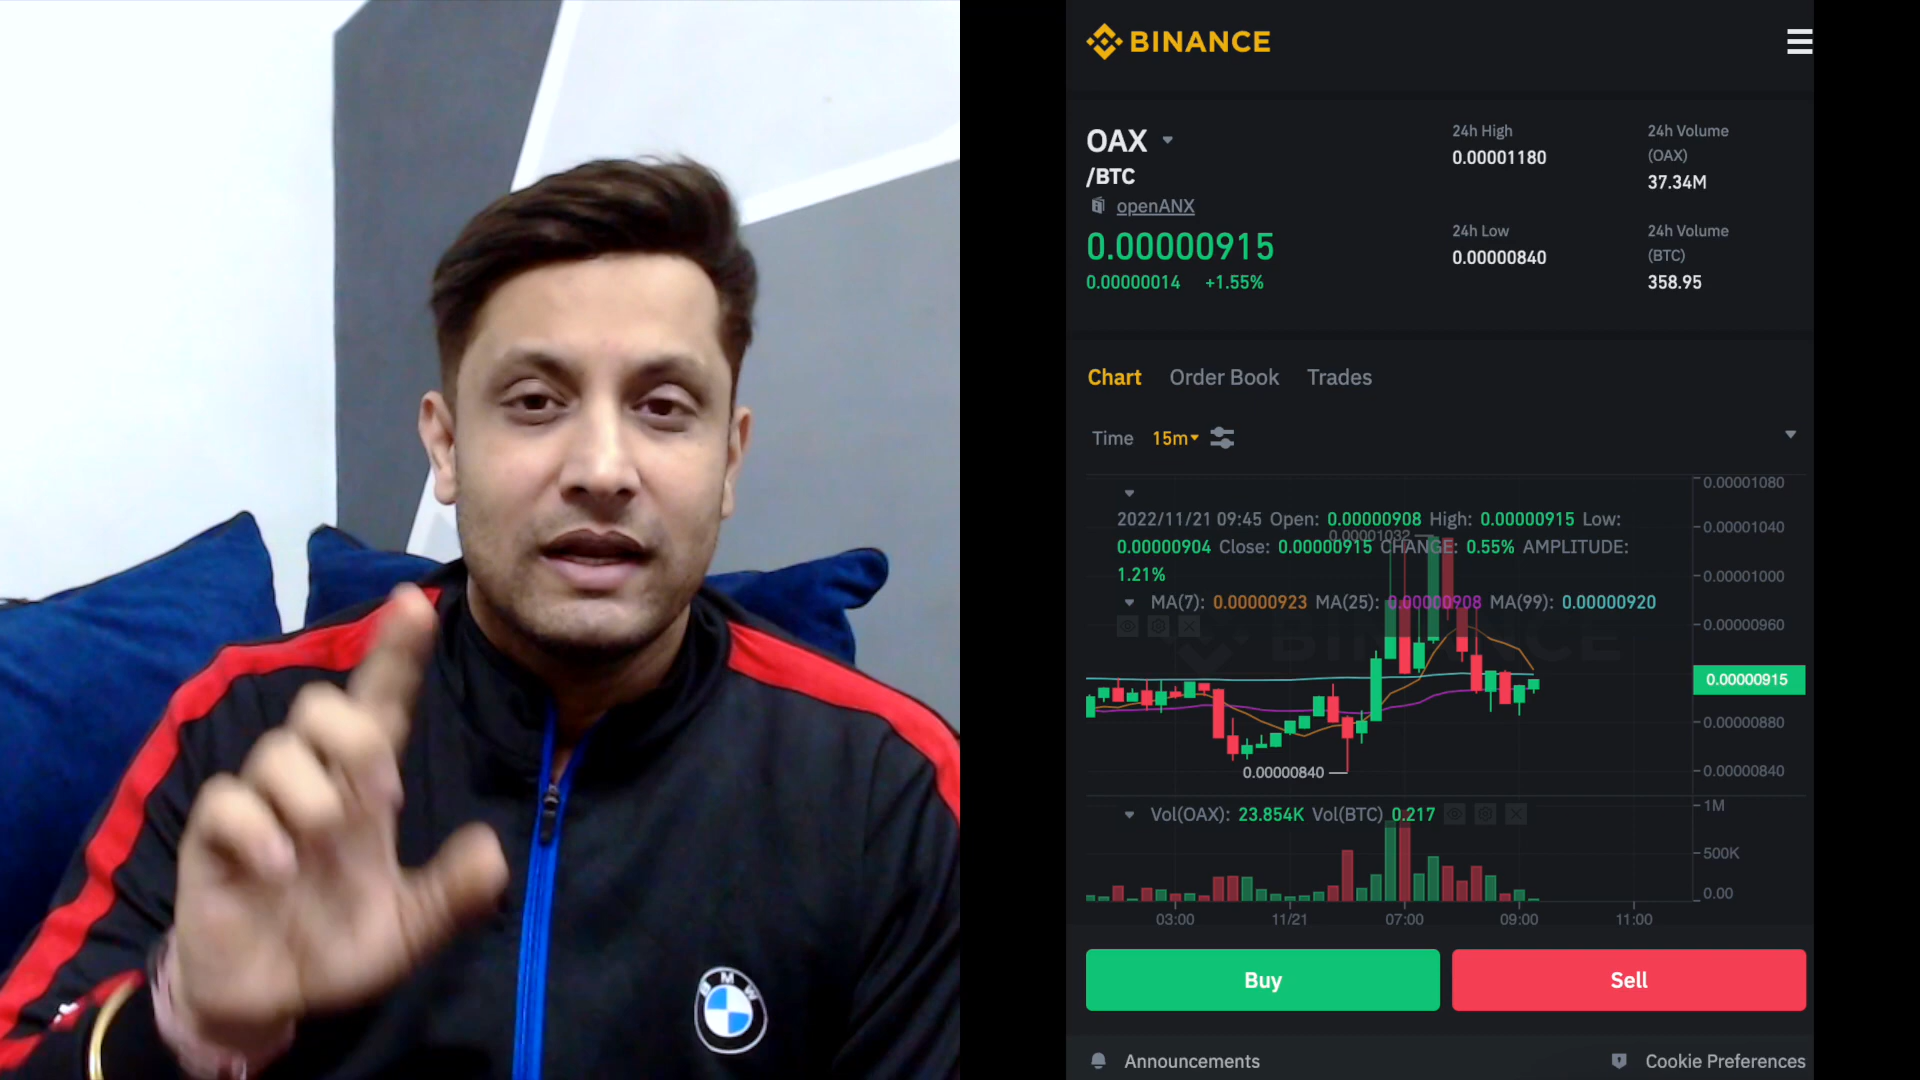 BINANCE
OAX
/BTC
openANX
0.00000915
0.00000014 +1.55%
24h High
0.00001180
24h Volume
(OAX)
37.34M
24h Low
0.00000840
24h Volume
(BTC)
358.95
Chart Order Book Trades
Time 15m
2022/11/21 09:45 Open: 0.00000908 High: 0.00000915 Low:
0.00000904 Close: 0.00000915 CHANGE: 0.55% AMPLITUDE:
1.21%
0.00001032
MA(7): 0.00000923 MA(25): 0.00000908 MA(99): 0.00000920
BINANCE
0.00001080
0.00001040
0.00001000
0.00000960
0.00000915
0.00000880
0.00000840
0.00000840
Vol(OAX): 23.854K Vol(BTC) 0.217
1M
500K
0.00
03:00 11/21 07:00 09:00 11:00
Buy Sell
Announcements Cookie Preferences
BMW